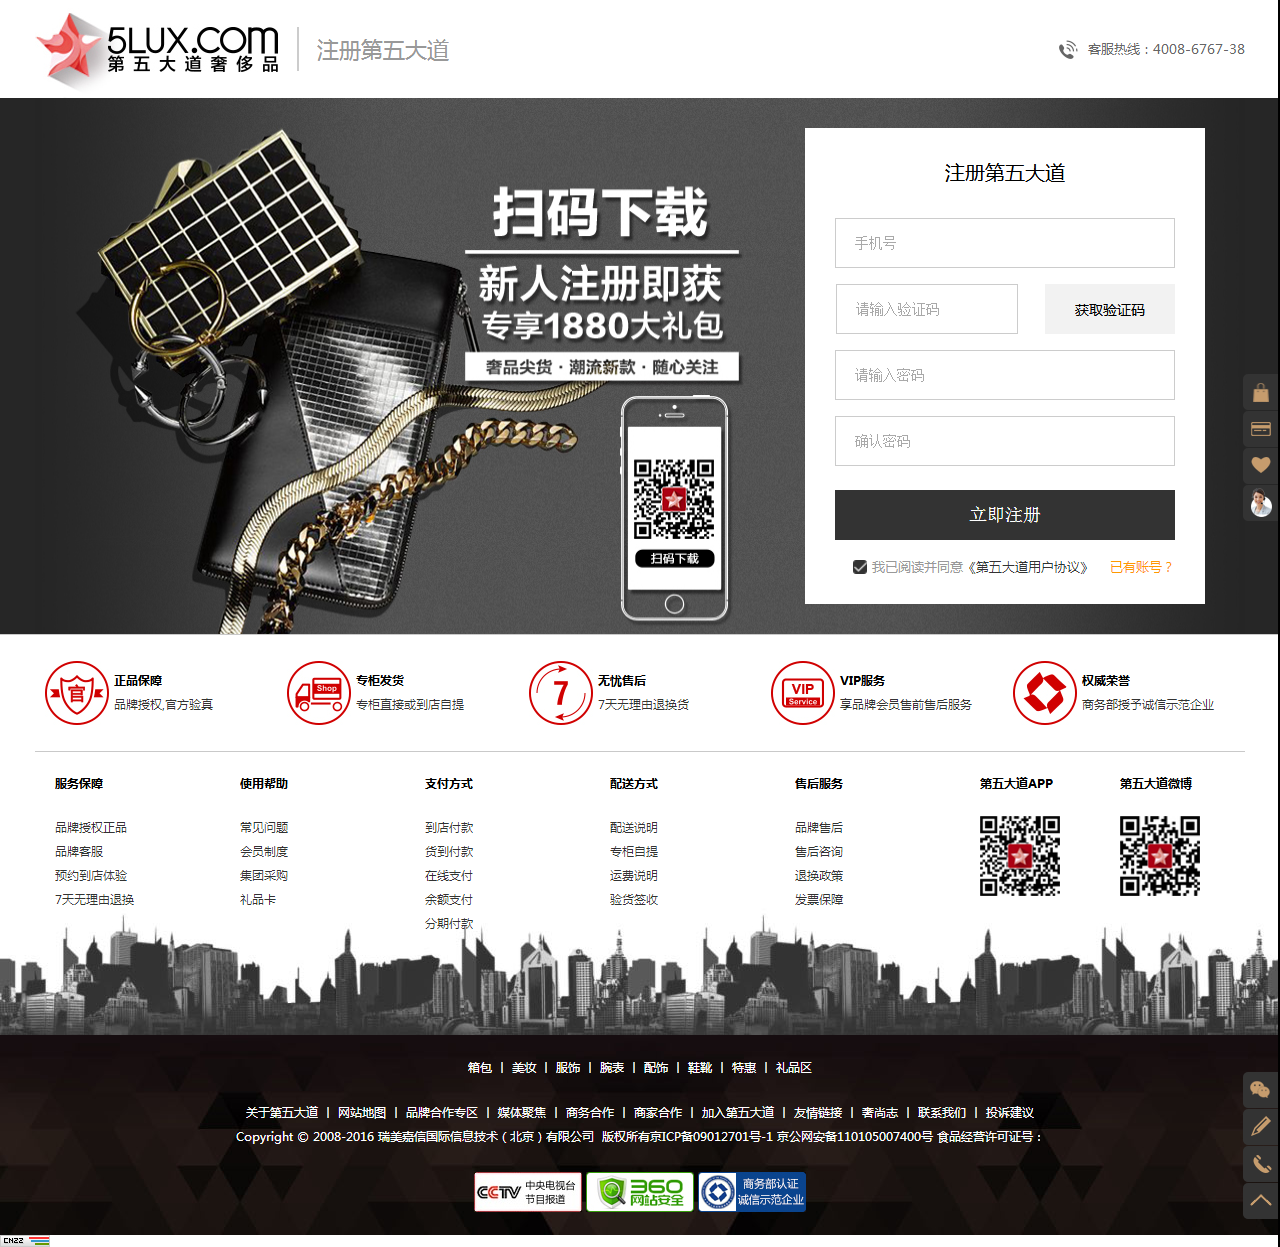 5LUX.COM
第五大道奢侈品
注册第五大道
客服热线：4008-6767-38
扫码下载
新人注册即获
专享1880大礼包
奢品尖货·潮流新款·随心关注
扫码下载
注册第五大道
手机号
请输入验证码
获取验证码
请输入密码
确认密码
立即注册
我已阅读并同意《第五大道用户协议》 已有账号？
官
正品保障
品牌授权,官方验真
Shop
专柜发货
专柜直接或到店自提
7
无忧售后
7天无理由退换货
VIP
Service
VIP服务
享品牌会员售前售后服务
权威荣誉
商务部授予诚信示范企业
服务保障
品牌授权正品
品牌客服
预约到店体验
7天无理由退换
使用帮助
常见问题
会员制度
集团采购
礼品卡
支付方式
到店付款
货到付款
在线支付
余额支付
分期付款
配送方式
配送说明
专柜自提
运费说明
验货签收
售后服务
品牌售后
售后咨询
退换政策
发票保障
第五大道APP
第五大道微博
箱包 | 美妆 | 服饰 | 腕表 | 配饰 | 鞋靴 | 特惠 | 礼品区
关于第五大道 | 网站地图 | 品牌合作专区 | 媒体聚焦 | 商务合作 | 商家合作 | 加入第五大道 | 友情链接 | 奢尚志 | 联系我们 | 投诉建议
Copyright © 2008-2016 瑞美嘉信国际信息技术（北京）有限公司 版权所有京ICP备09012701号-1 京公网安备110105007400号 食品经营许可证号：
CCTV 中央电视台
节目报道
360
网站安全
商务部认证
诚信示范企业
CNZZ